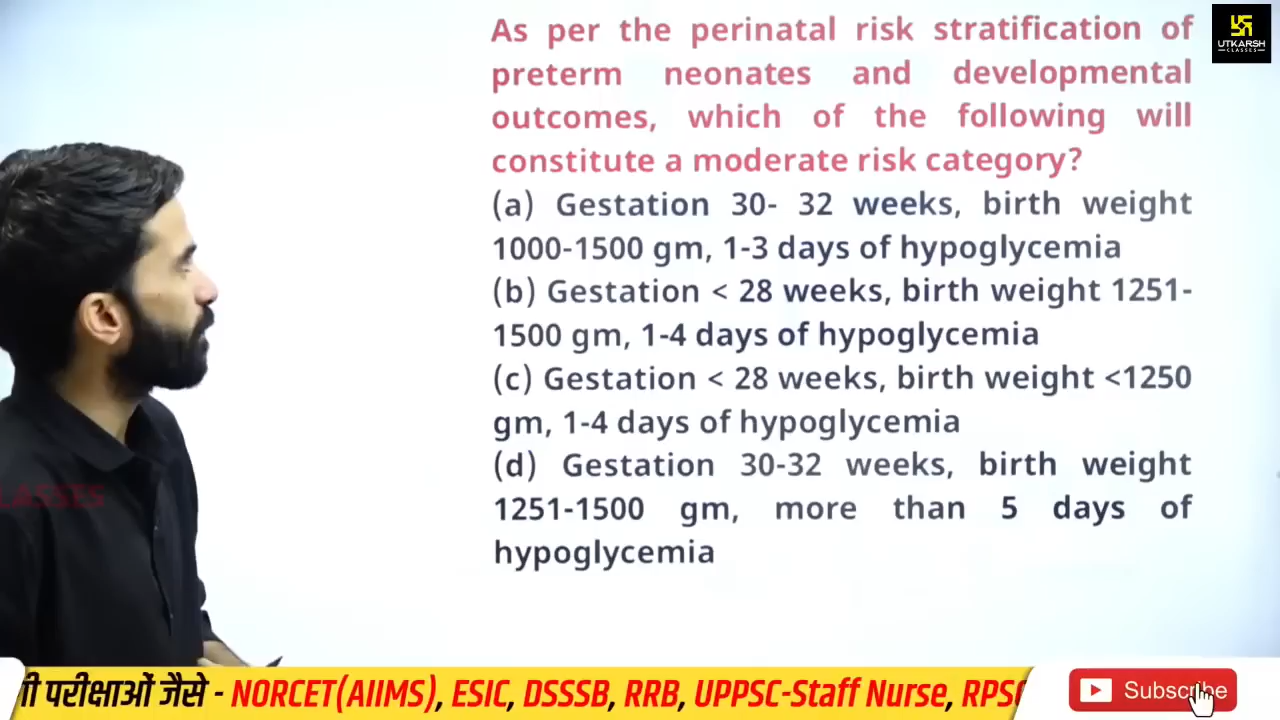 As per the perinatal risk stratification of
preterm neonates and developmental
outcomes, which of the following will
constitute a moderate risk category?
(a) Gestation 30- 32 weeks, birth weight
1000-1500 gm, 1-3 days of hypoglycemia
(b) Gestation < 28 weeks, birth weight 1251-
1500 gm, 1-4 days of hypoglycemia
(c) Gestation < 28 weeks, birth weight <1250
gm, 1-4 days of hypoglycemia
(d) Gestation 30-32 weeks, birth weight
1251-1500 gm, more than 5 days of
hypoglycemia
UTKARSH
CLASSES
LASSES
परीक्षाओं जैसे - NORCET(AIIMS), ESIC, DSSSB, RRB, UPPSC-Staff Nurse, RPSC
Subscribe